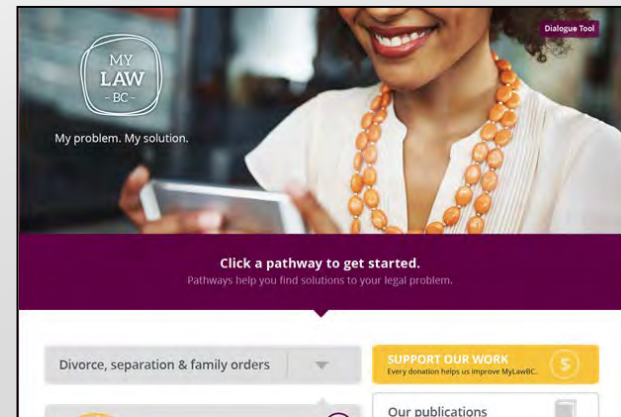 Dialogue Tool
MY
LAW
- BC -
My problem. My solution.
Click a pathway to get started.
Pathways help you find solutions to your legal problem.
Divorce, separation & family orders
SUPPORT OUR WORK
Every donation helps us improve MyLawBC.
$
Our publications